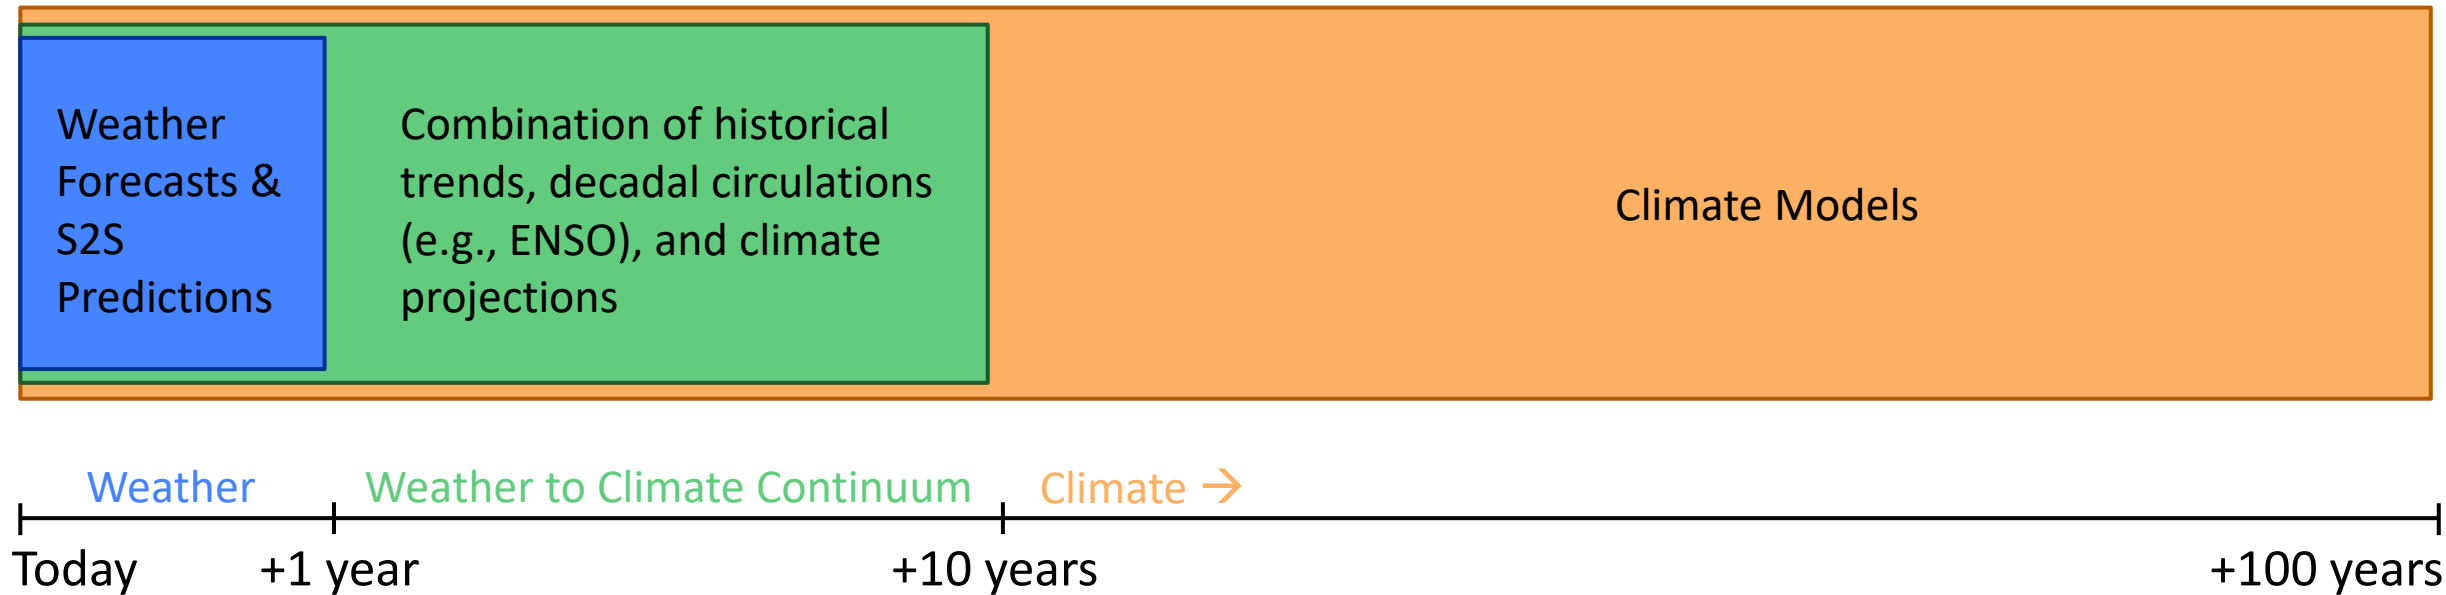 Weather
Forecasts &
S2S
Predictions
Combination of historical
trends, decadal circulations
(e.g., ENSO), and climate
projections
Climate Models
Weather
Weather to Climate Continuum
Climate →
Today
+1 year
+10 years
+100 years